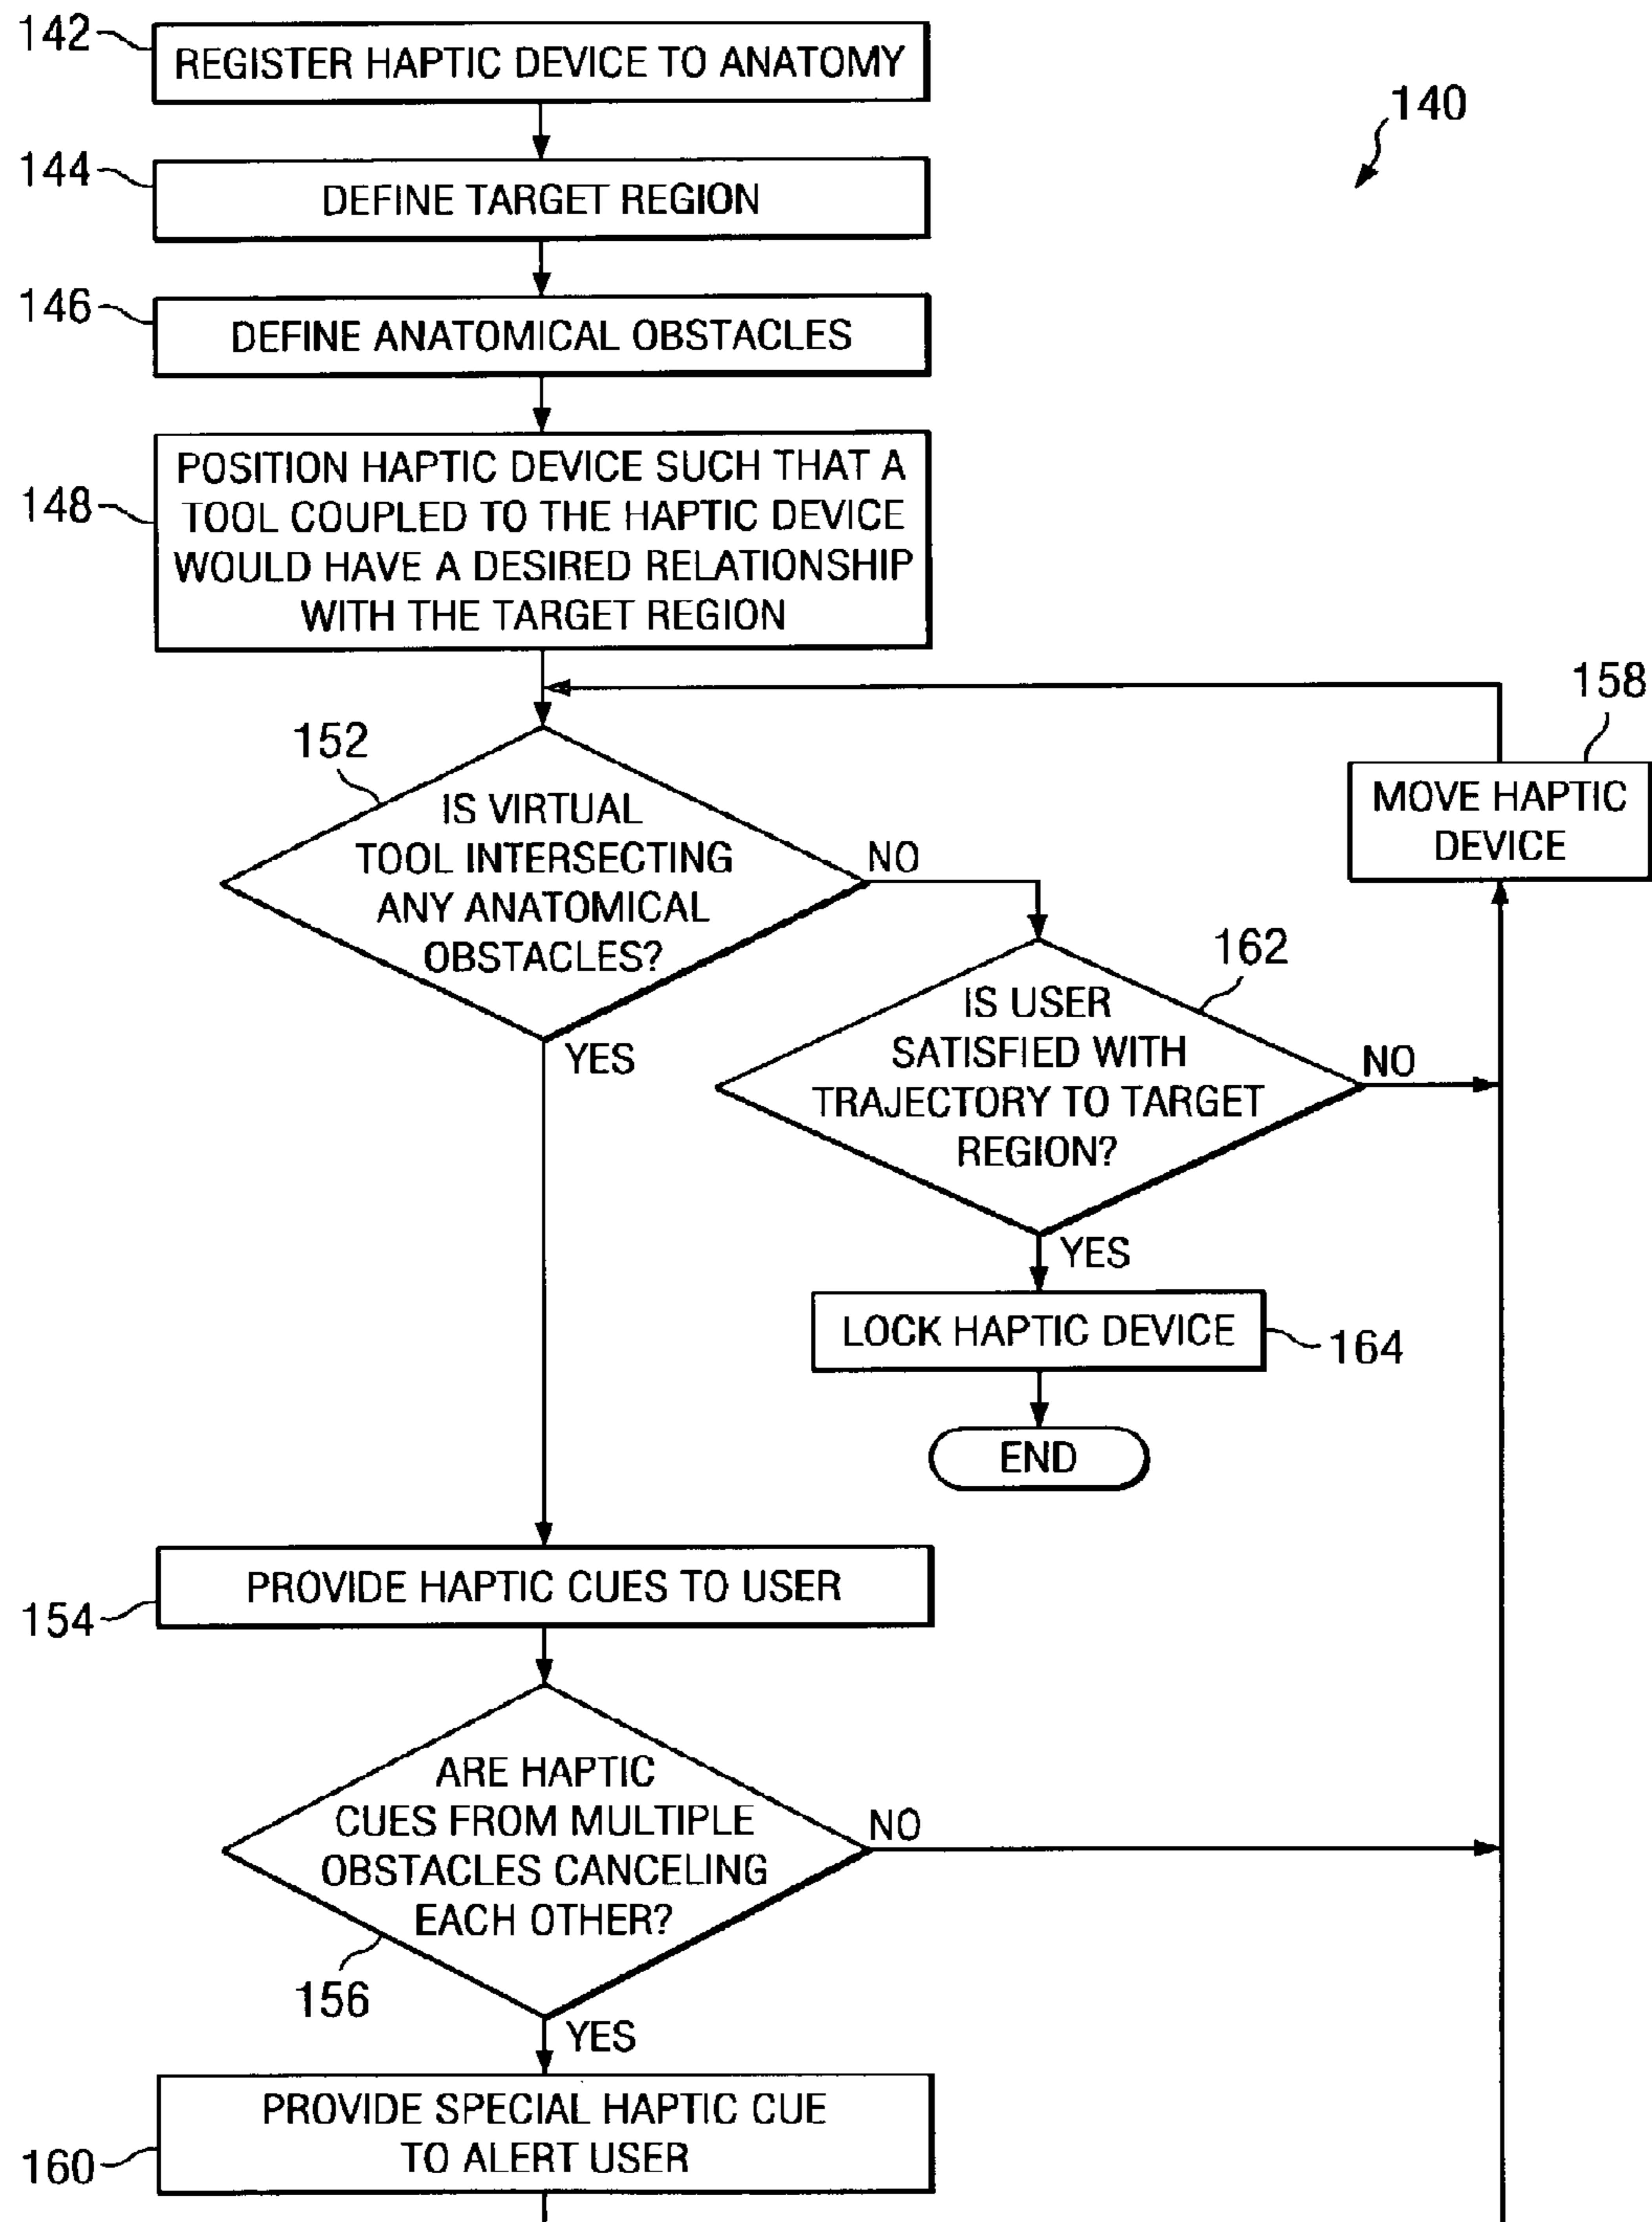 142
REGISTER HAPTIC DEVICE TO ANATOMY
140
144
DEFINE TARGET REGION
146
DEFINE ANATOMICAL OBSTACLES
148
POSITION HAPTIC DEVICE SUCH THAT A
TOOL COUPLED TO THE HAPTIC DEVICE
WOULD HAVE A DESIRED RELATIONSHIP
WITH THE TARGET REGION
158
MOVE HAPTIC
DEVICE
152
IS VIRTUAL
TOOL INTERSECTING
ANY ANATOMICAL
OBSTACLES?
NO
YES
162
IS USER
SATISFIED WITH
TRAJECTORY TO TARGET
REGION?
NO
YES
LOCK HAPTIC DEVICE
164
END
PROVIDE HAPTIC CUES TO USER
154
ARE HAPTIC
CUES FROM MULTIPLE
OBSTACLES CANCELING
EACH OTHER?
NO
156
YES
PROVIDE SPECIAL HAPTIC CUE
TO ALERT USER
160